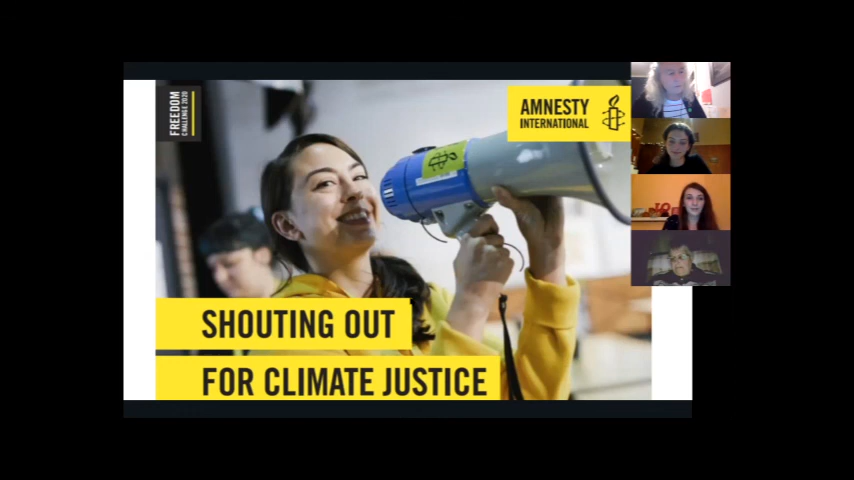 FREEDOM
CHALLENGE 2020
AMNESTY
INTERNATIONAL
SHOUTING OUT
FOR CLIMATE JUSTICE